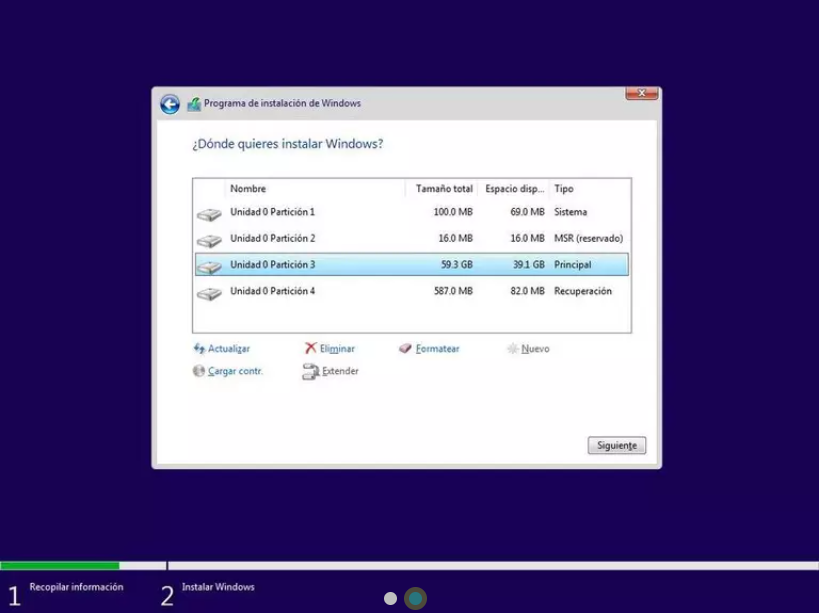 Programa de instalación de Windows
X
¿Dónde quieres instalar Windows?
Nombre Tamaño total Espacio disp... Tipo
Unidad 0 Partición 1 100.0 MB 69.0 MB Sistema
Unidad 0 Partición 2 16.0 MB 16.0 MB MSR (reservado)
Unidad 0 Partición 3 59.3 GB 39.1 GB Principal
Unidad 0 Partición 4 587.0 MB 82.0 MB Recuperación
Actualizar Eliminar Formatear Nuevo
Cargar contr. Extender
Siguiente
1 Recopilar información 2 Instalar Windows